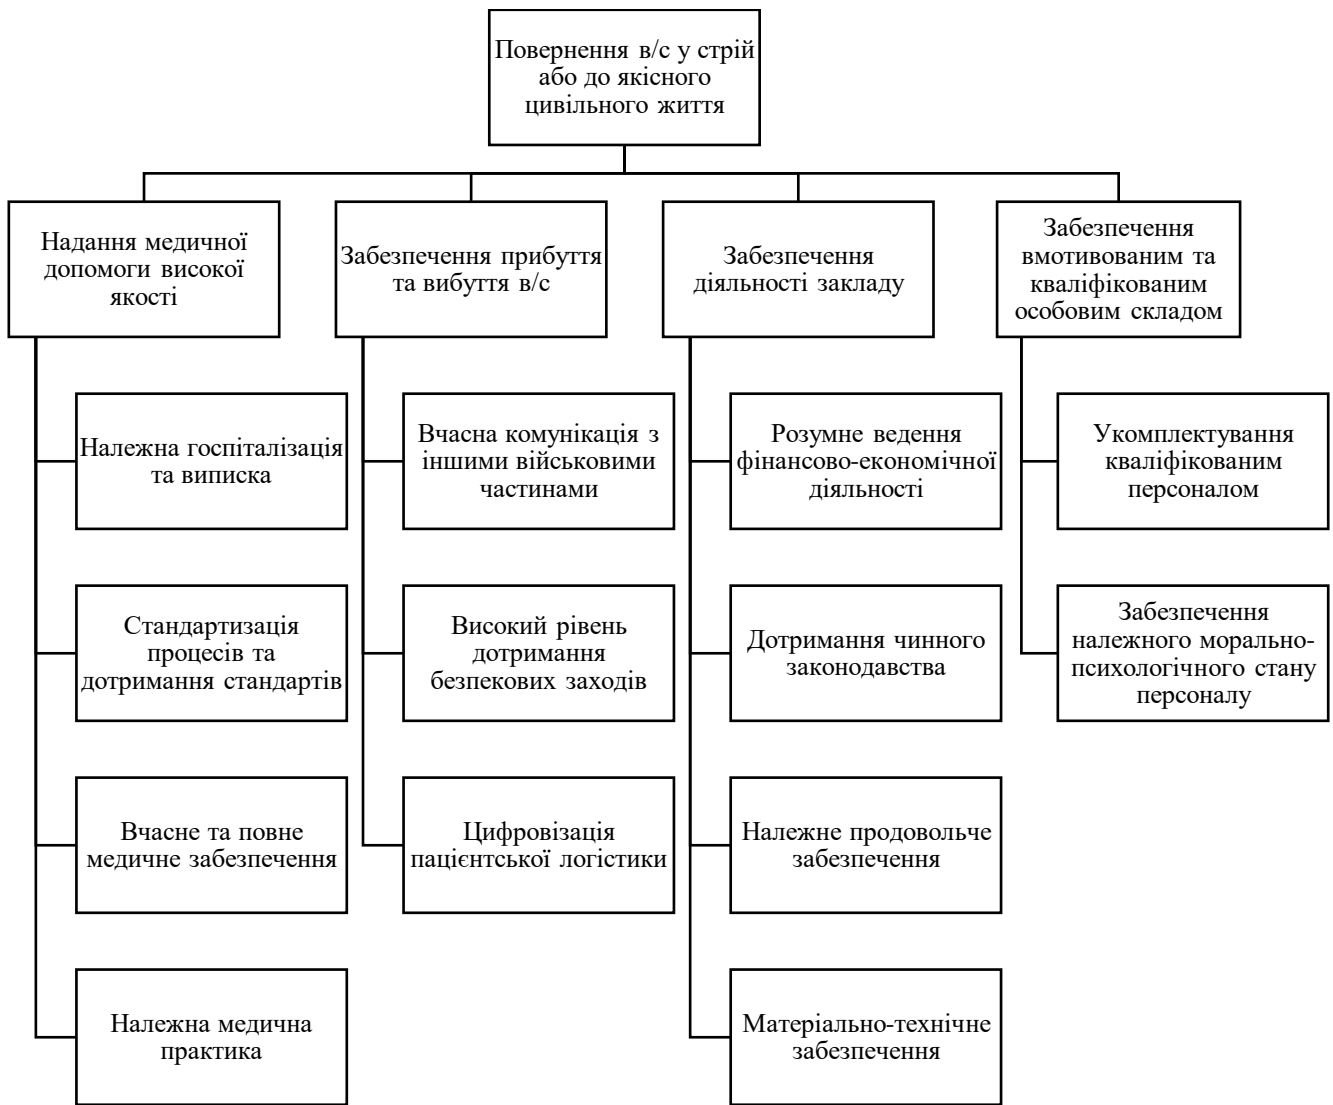 Повернення в/с у стрій
або до якісного
цивільного життя
Надання медичної
допомоги високої
якості
Належна госпіталізація
та виписка
Стандартизація
процесів та
дотримання стандартів
Вчасне та повне
медичне забезпечення
Належна медична
практика
Забезпечення прибуття
та вибуття в/с
Вчасна комунікація з
іншими військовими
частинами
Високий рівень
дотримання
безпекових заходів
Цифровізація
пацієнтської логістики
Забезпечення
діяльності закладу
Розумне ведення
фінансово-економічної
діяльності
Дотримання чинного
законодавства
Належне продовольче
забезпечення
Матеріально-технічне
забезпечення
Забезпечення
вмотивованим та
кваліфікованим
особовим складом
Укомплектування
кваліфікованим
персоналом
Забезпечення
належного морально-
психологічного стану
персоналу